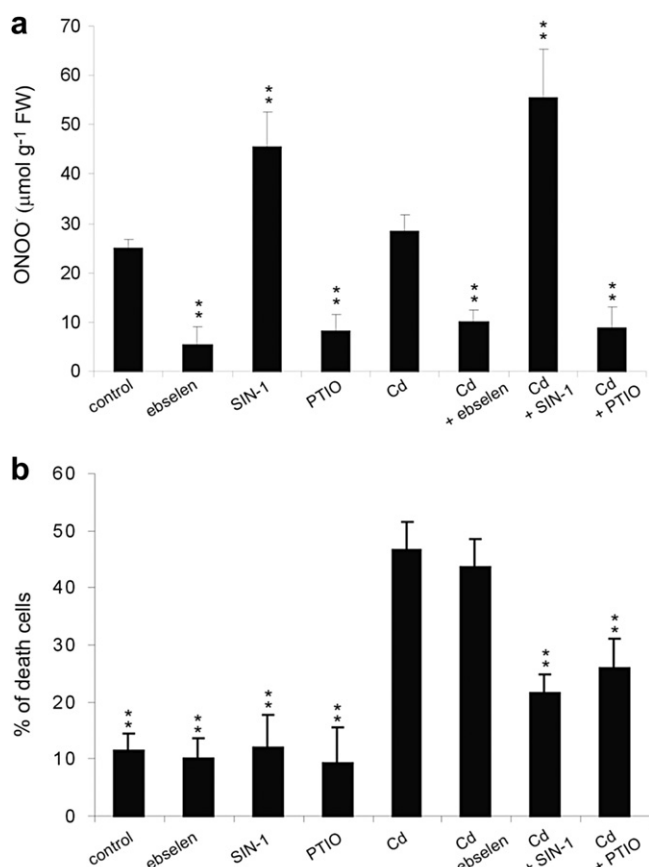 a
ONOO- (μmol g-1 FW)
70
60
50
40
30
20
10
0
**
**
**
**
**
**
control
ebselen
SIN-1
PTIO
Cd
Cd
+ ebselen
Cd
+ SIN-1
Cd
+ PTIO
b
% of death cells
60
50
40
30
20
10
0
**
**
**
**
**
**
control
ebselen
SIN-1
PTIO
Cd
Cd
ebselen
Cd
+ SIN-1
Cd
+ PTIO